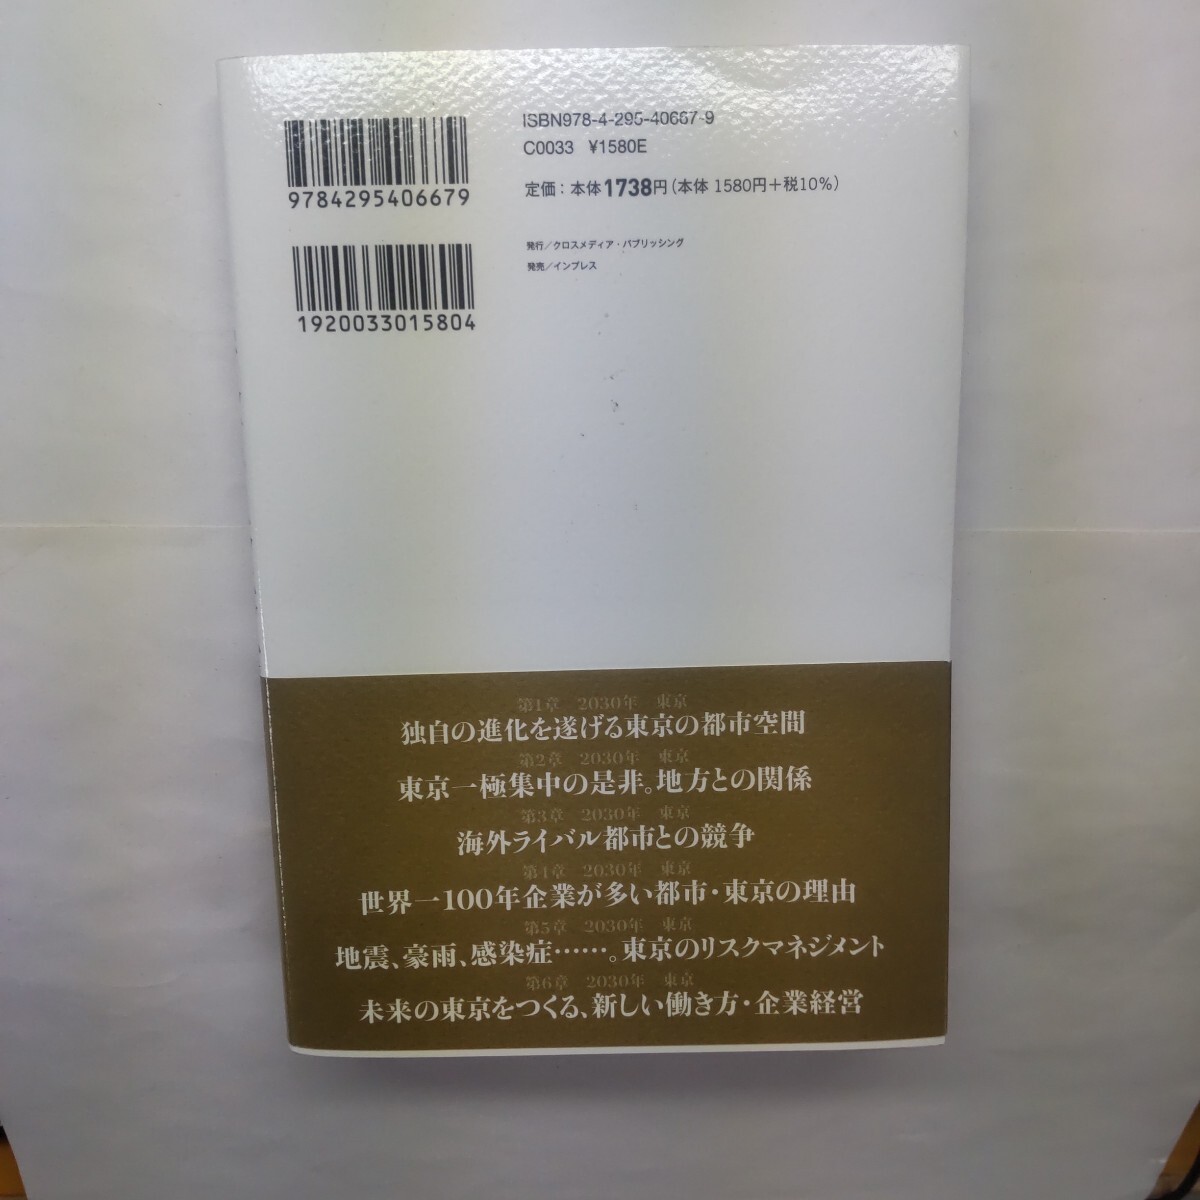 ISBN978-4-295-40667-9
C0033 ¥1580E
定価：本体1738円（本体 1580円＋税10％）
9784295406679
発行／クロスメディア・パブリッシング
発売／インプレス
1920033015804
第1章 2030年 東京
独自の進化を遂げる東京の都市空間
第2章 2030年 東京
東京一極集中の是非。地方との関係
第3章 2030年 東京
海外ライバル都市との競争
第4章 2030年 東京
世界一100年企業が多い都市・東京の理由
第5章 2030年 東京
地震、豪雨、感染症……。東京のリスクマネジメント
第6章 2030年 東京
未来の東京をつくる、新しい働き方・企業経営